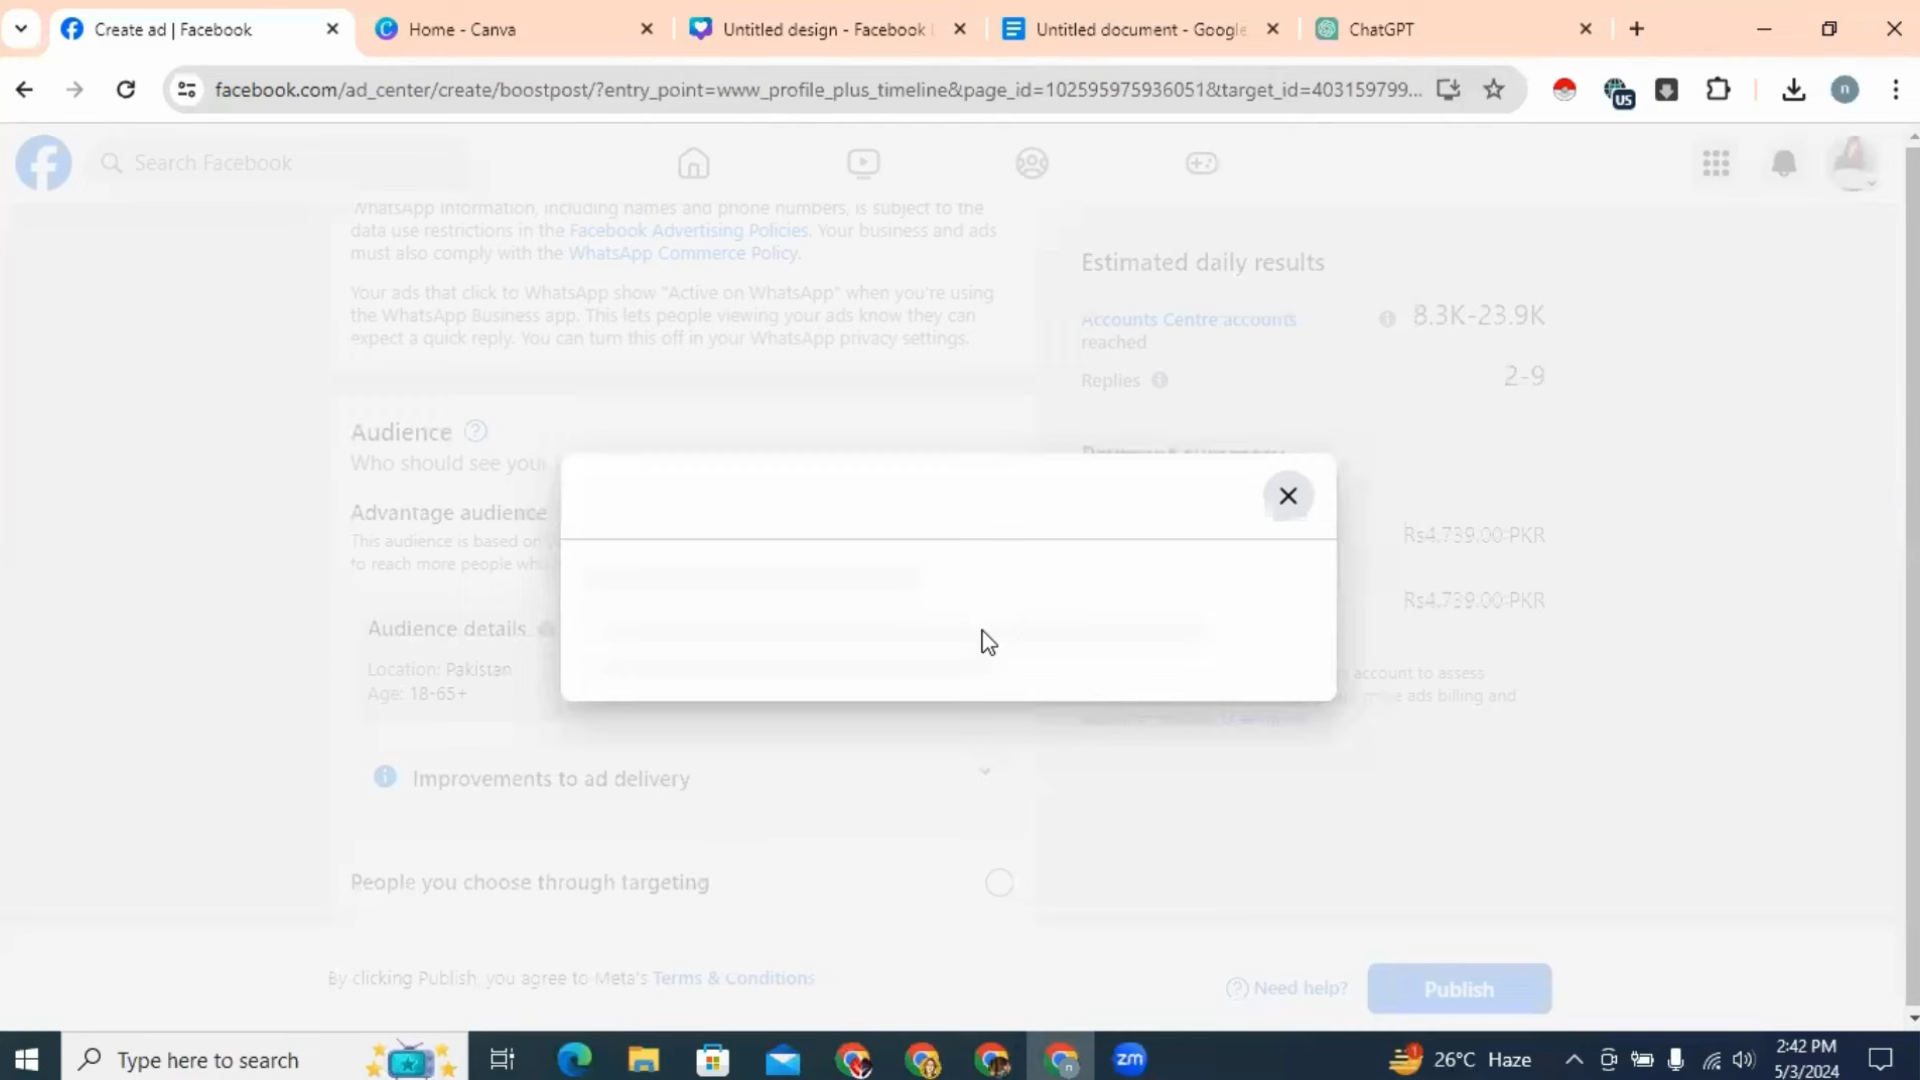 Create ad | Facebook
Home - Canva
Untitled design - Facebook
Untitled document - Google
ChatGPT
facebook.com/ad_center/create/boostpost/?entry_point=www_profile_plus_timeline&page_id=102595975936051&target_id=403159799...
US
n
Search Facebook
WhatsApp information, including names and phone numbers, is subject to the
data use restrictions in the Facebook Advertising Policies. Your business and ads
must also comply with the WhatsApp Commerce Policy.
Your ads that click to WhatsApp show "Active on WhatsApp" when you're using
the WhatsApp Business app. This lets people viewing your ads know they can
expect a quick reply. You can turn this off in your WhatsApp privacy settings.
Audience
Who should see your
Advantage audience
This audience is based on
to reach more people who
Audience details
Location: Pakistan
Age: 18-65+
Improvements to ad delivery
People you choose through targeting
Estimated daily results
Accounts Centre accounts
reached
8.3K-23.9K
Replies
2-9
Payment summary
Rs4,739.00 PKR
Rs4,739.00 PKR
account to assess
ads billing and
By clicking Publish, you agree to Meta's Terms & Conditions
Need help?
Publish
Type here to search
n
zm
26°C Haze
2:42 PM
5/3/2024